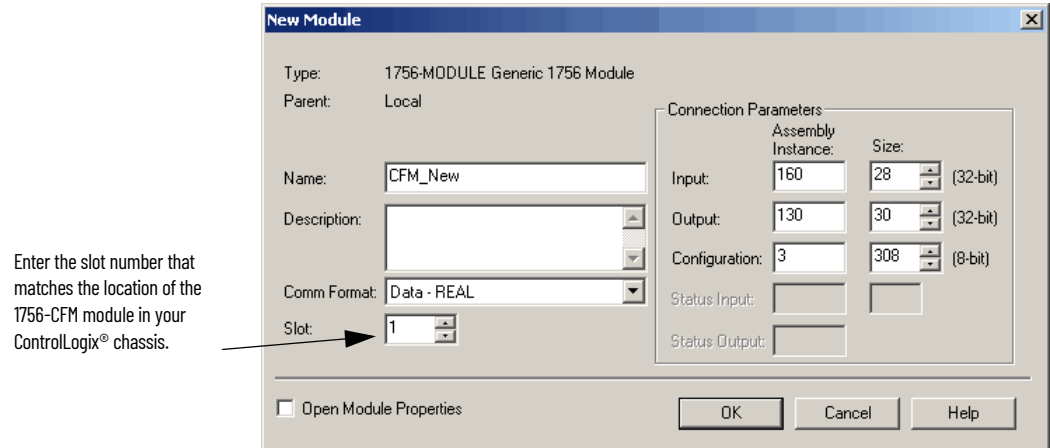 New Module
Type: 1756-MODULE Generic 1756 Module
Parent: Local
Connection Parameters
Assembly
Instance: Size:
Name: CFM_New
Input: 160 28 (32-bit)
Description:
Output: 130 30 (32-bit)
Configuration: 3 308 (8-bit)
Comm Format: Data - REAL
Status Input:
Slot: 1
Status Output:
Open Module Properties
OK Cancel Help
Enter the slot number that
matches the location of the
1756-CFM module in your
ControlLogix® chassis.